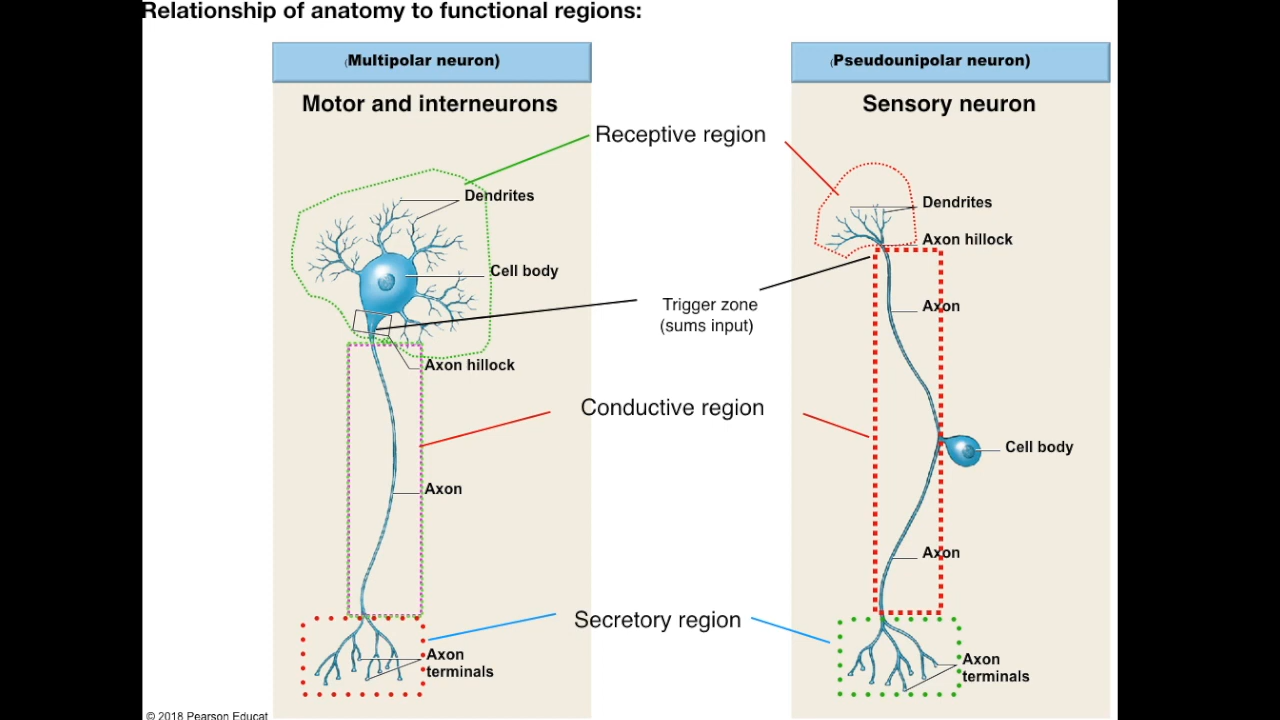 Relationship of anatomy to functional regions:
(Multipolar neuron)
(Pseudounipolar neuron)
Motor and interneurons
Sensory neuron
Receptive region
Dendrites
Dendrites
Axon hillock
Cell body
Trigger zone
(sums input)
Axon
Axon hillock
Conductive region
Cell body
Axon
Axon
Secretory region
Axon
terminals
Axon
terminals
© 2018 Pearson Educat